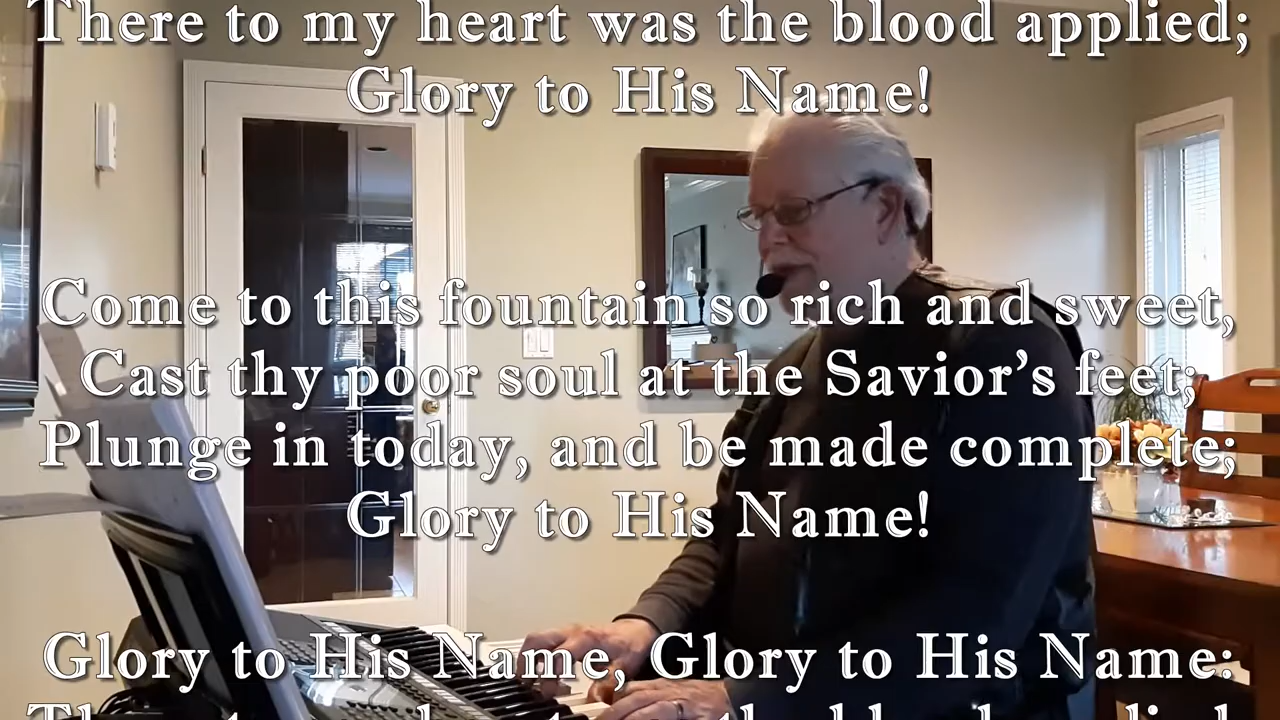 There to my heart was the blood applied;
Glory to His Name!
Come to this fountain so rich and sweet,
Cast thy poor soul at the Savior’s feet;
Plunge in today, and be made complete;
Glory to His Name!
Glory to His Name, Glory to His Name: